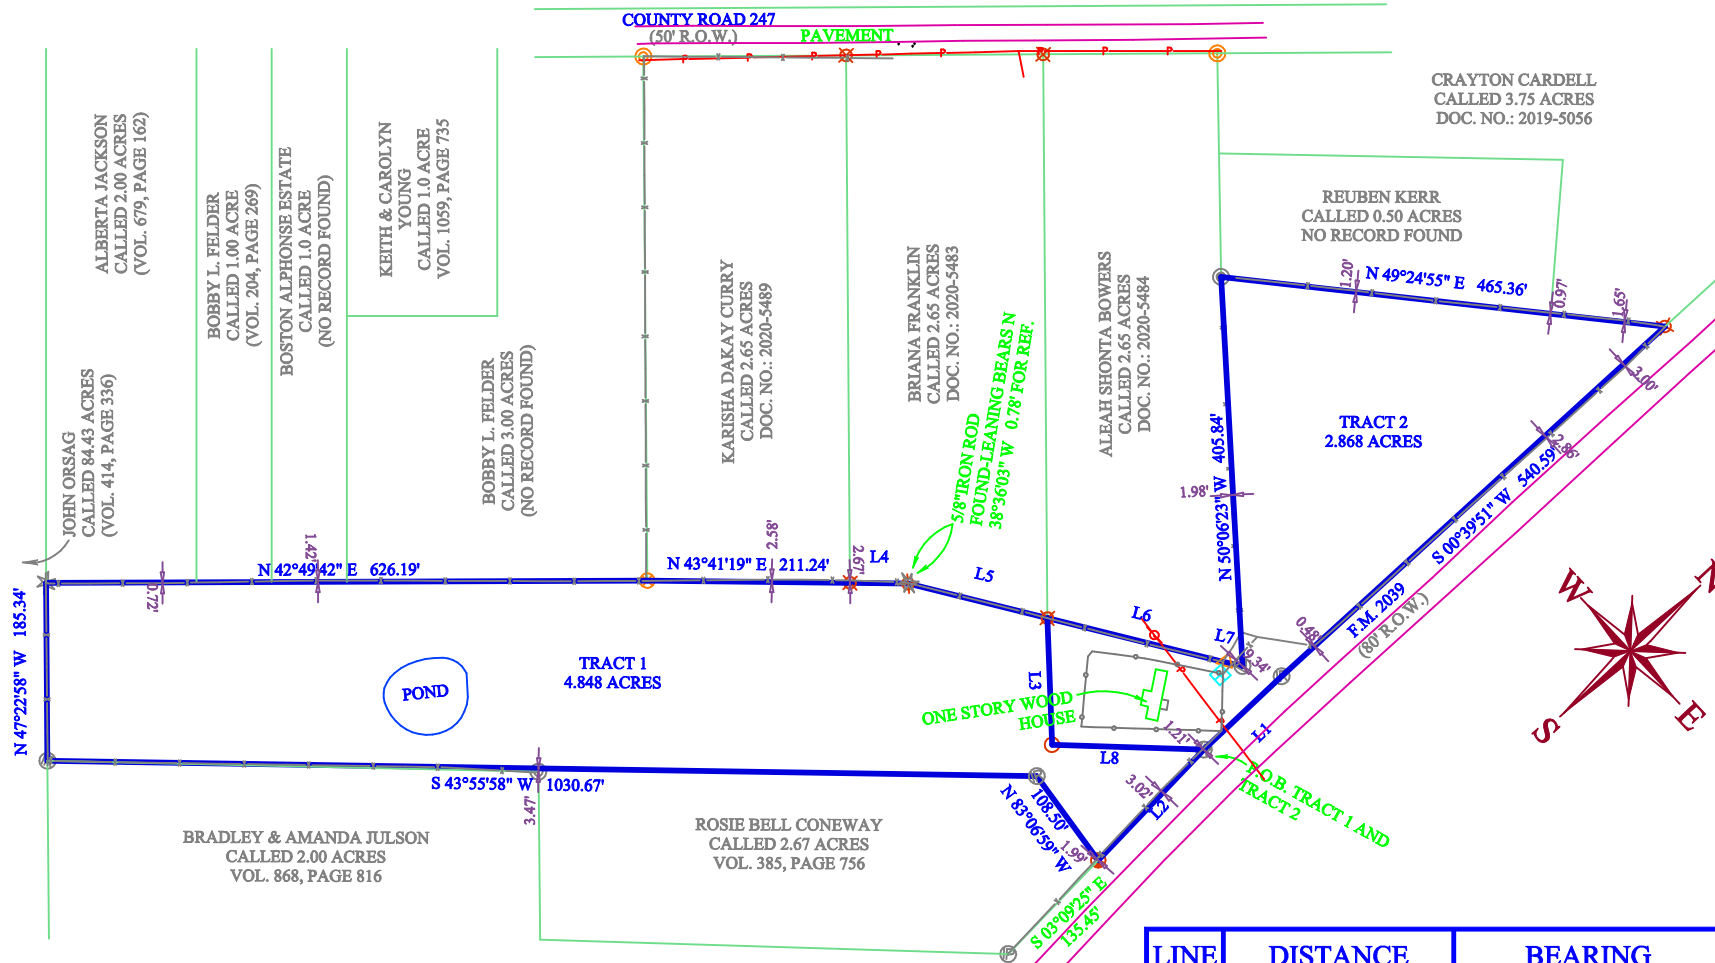 COUNTY ROAD 247
(50' R.O.W.)
PAVEMENT
P
P
P
P
P
P
CRAYTON CARDELL
CALLED 3.75 ACRES
DOC. NO.: 2019-5056
ALBERTA JACKSON
CALLED 2.00 ACRES
(VOL. 679, PAGE 162)
BOBBY L. FELDER
CALLED 1.00 ACRE
(VOL. 204, PAGE 269)
BOSTON ALPHONSE ESTATE
CALLED 1.0 ACRE
(NO RECORD FOUND)
KEITH & CAROLYN
YOUNG
CALLED 1.0 ACRE
VOL. 1059, PAGE 735
REUBEN KERR
CALLED 0.50 ACRES
NO RECORD FOUND
JOHN ORSAG
CALLED 84.43 ACRES
(VOL. 414, PAGE 336)
BOBBY L. FELDER
CALLED 3.00 ACRES
(NO RECORD FOUND)
KARISHA DAKAY CURRY
CALLED 2.65 ACRES
DOC. NO.: 2020-5489
BRIANA FRANKLIN
CALLED 2.65 ACRES
DOC. NO.: 2020-5483
ALEAH SHONTA BOWERS
CALLED 2.65 ACRES
DOC. NO.: 2020-5484
5/8"IRON ROD
FOUND-LEANING BEARS N
38°36'03" W 0.78' FOR REF.
1.20'
N 49°24'55" E 465.36'
0.97'
1.65'
3.00'
TRACT 2
2.868 ACRES
2.86'
N 50°06'23" W 405.84'
1.98'
S 00°39'51" W 540.59'
F.M. 2039
(80' R.O.W.)
0.48'
N
W
S
E
1.42'
N 42°49'42" E 626.19'
0.72'
N 43°41'19" E 211.24'
2.58'
2.67'
L4
L5
L6
L7
9.34'
N 47°22'58" W 185.34'
TRACT 1
4.848 ACRES
POND
L3
ONE STORY WOOD
HOUSE
P
P
L8
1.21'
L1
P.O.B. TRACT 1 AND
TRACT 2
3.02'
L2
S 43°55'58" W 1030.67'
3.47'
N 83°06'59" W
108.50'
1.99'
BRADLEY & AMANDA JULSON
CALLED 2.00 ACRES
VOL. 868, PAGE 816
ROSIE BELL CONEWAY
CALLED 2.67 ACRES
VOL. 385, PAGE 756
S 03°09'25" E
135.45'
LINE DISTANCE BEARING